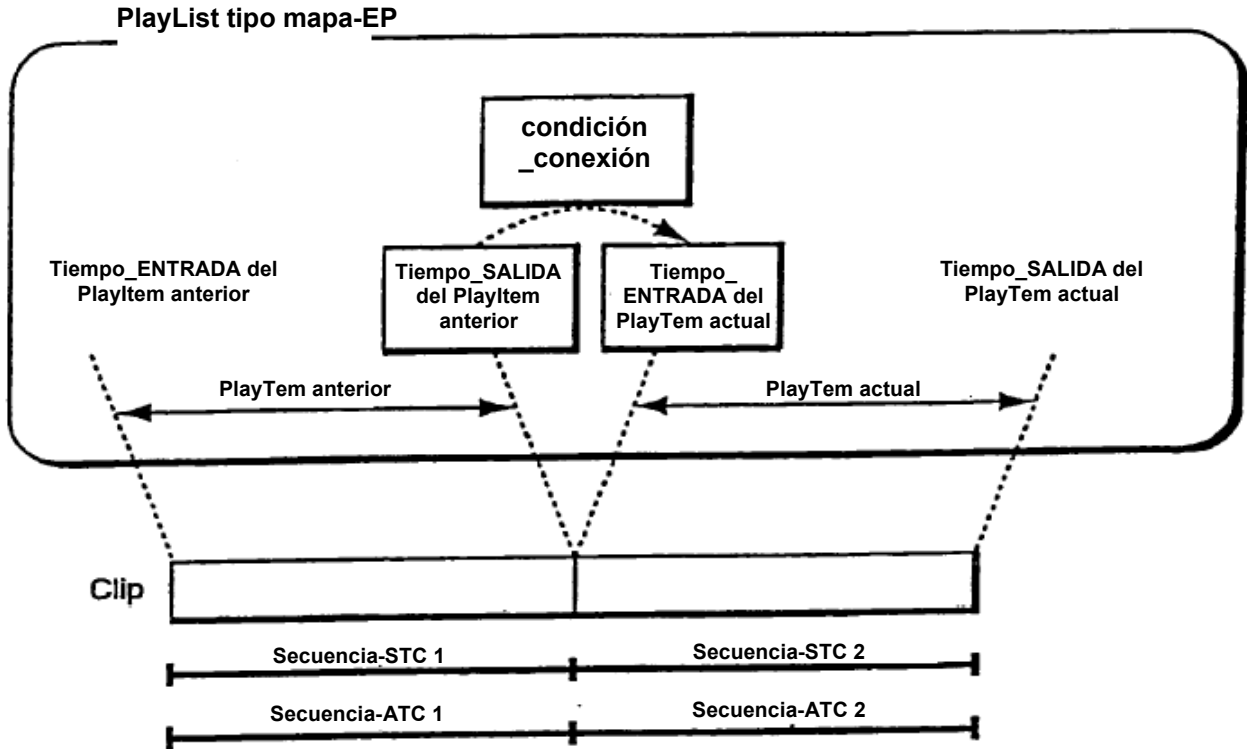 PlayList tipo mapa-EP
condición
_conexión
Tiempo_ENTRADA del
PlayItem anterior
Tiempo_SALIDA
del PlayItem
anterior
Tiempo_
ENTRADA del
PlayTem actual
Tiempo_SALIDA del
PlayTem actual
PlayTem anterior
PlayTem actual
Clip
Secuencia-STC 1
Secuencia-STC 2
Secuencia-ATC 1
Secuencia-ATC 2